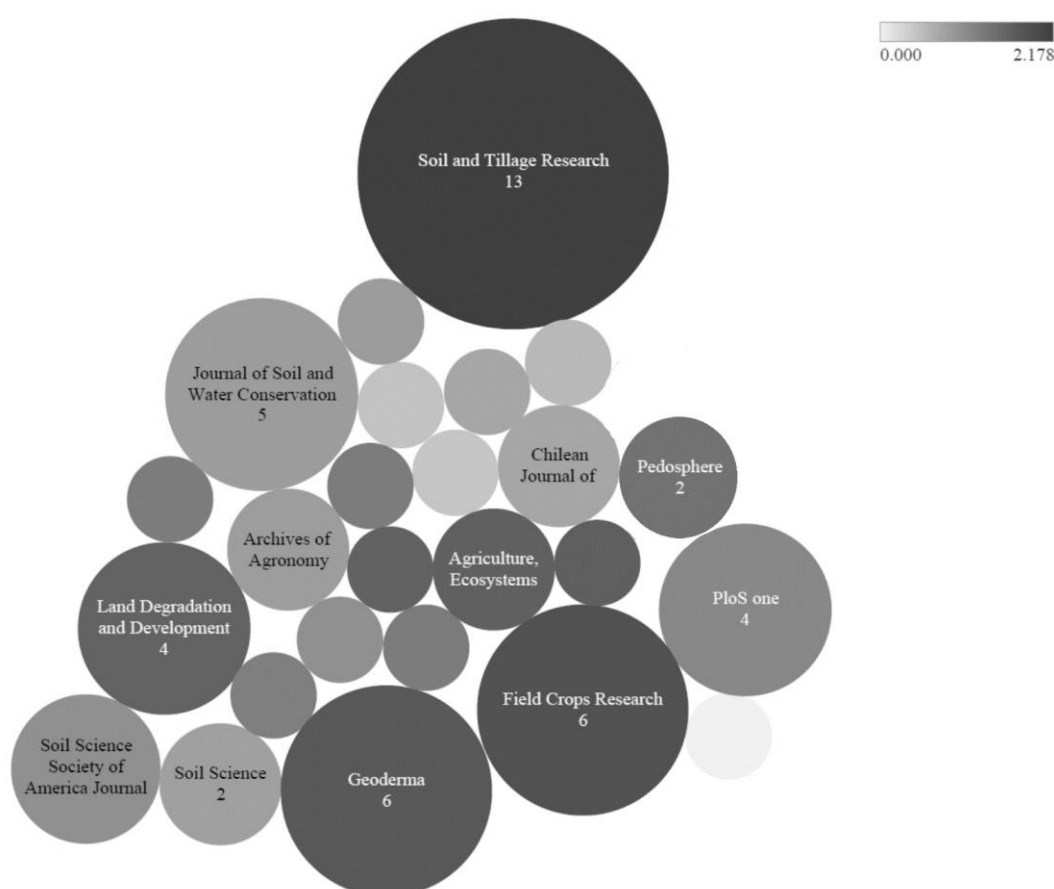 0.000 2.178
Soil and Tillage Research
13
Journal of Soil and
Water Conservation
5
Chilean
Journal of
Pedosphere
2
Archives of
Agronomy
Agriculture,
Ecosystems
Land Degradation
and Development
4
PloS one
4
Field Crops Research
6
Soil Science
Society of
America Journal
Soil Science
2
Geoderma
6